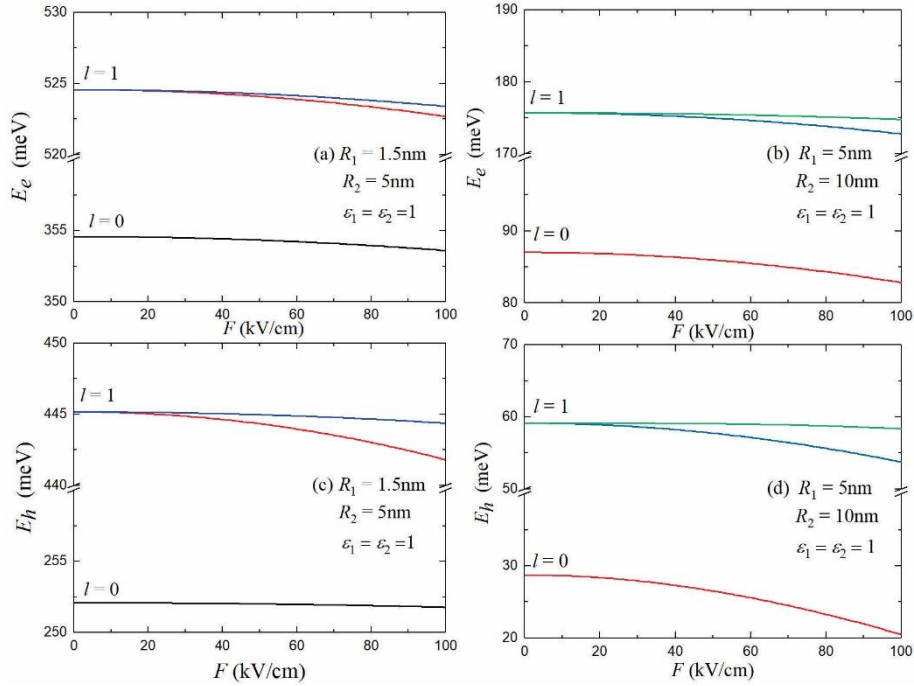 530
l = 1
525
520
E_e (meV)
(a) R_1 = 1.5nm
R_2 = 5nm
ε_1 = ε_2 =1
l = 0
355
350
0 20 40 60 80 100
F (kV/cm)
190
180
l = 1
170
E_e (meV)
(b) R_1 = 5nm
R_2 = 10nm
ε_1 = ε_2 = 1
90
l = 0
80
0 20 40 60 80 100
F (kV/cm)
450
l = 1
445
440
E_h (meV)
(c) R_1 = 1.5nm
R_2 = 5nm
ε_1 = ε_2 =1
255
l = 0
250
0 20 40 60 80 100
F (kV/cm)
70
l = 1
60
50
E_h (meV)
(d) R_1 = 5nm
R_2 = 10nm
ε_1 = ε_2 = 1
30
l = 0
20
0 20 40 60 80 100
F (kV/cm)